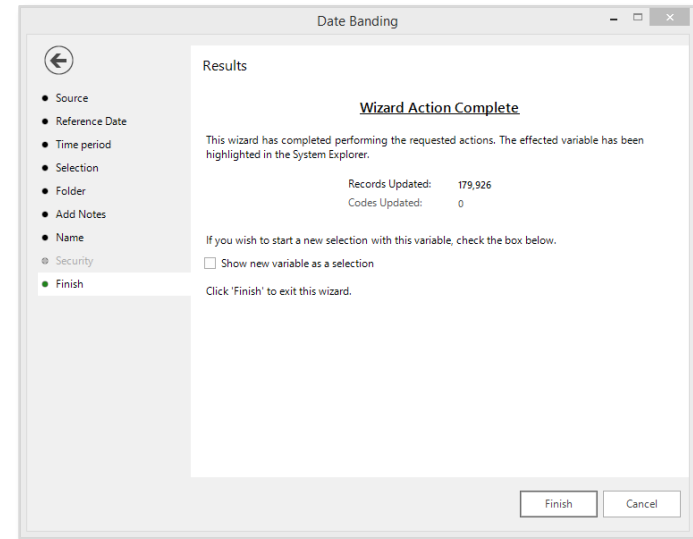 Date Banding
Results
Source
Reference Date
Time period
Selection
Folder
Add Notes
Name
Security
Finish
Wizard Action Complete
This wizard has completed performing the requested actions. The effected variable has been
highlighted in the System Explorer.
Records Updated: 179,926
Codes Updated: 0
If you wish to start a new selection with this variable, check the box below.
Show new variable as a selection
Click 'Finish' to exit this wizard.
Finish Cancel